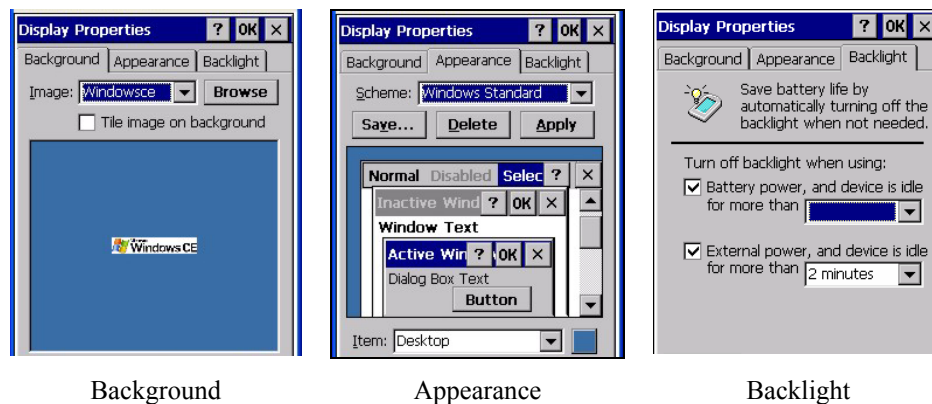 Display Properties ? OK ×
Background Appearance Backlight
Image: Windowsce Browse
Tile image on background
Windows CE
Background
Display Properties ? OK ×
Background Appearance Backlight
Scheme: Windows Standard
Save... Delete Apply
Normal Disabled Selec ? ×
Inactive Wind ? OK ×
Window Text
Active Win ? OK ×
Dialog Box Text
Button
Item: Desktop
Appearance
Display Properties ? OK ×
Background Appearance Backlight
Save battery life by
automatically turning off the
backlight when not needed.
Turn off backlight when using:
Battery power, and device is idle
for more than
External power, and device is idle
for more than 2 minutes
Backlight